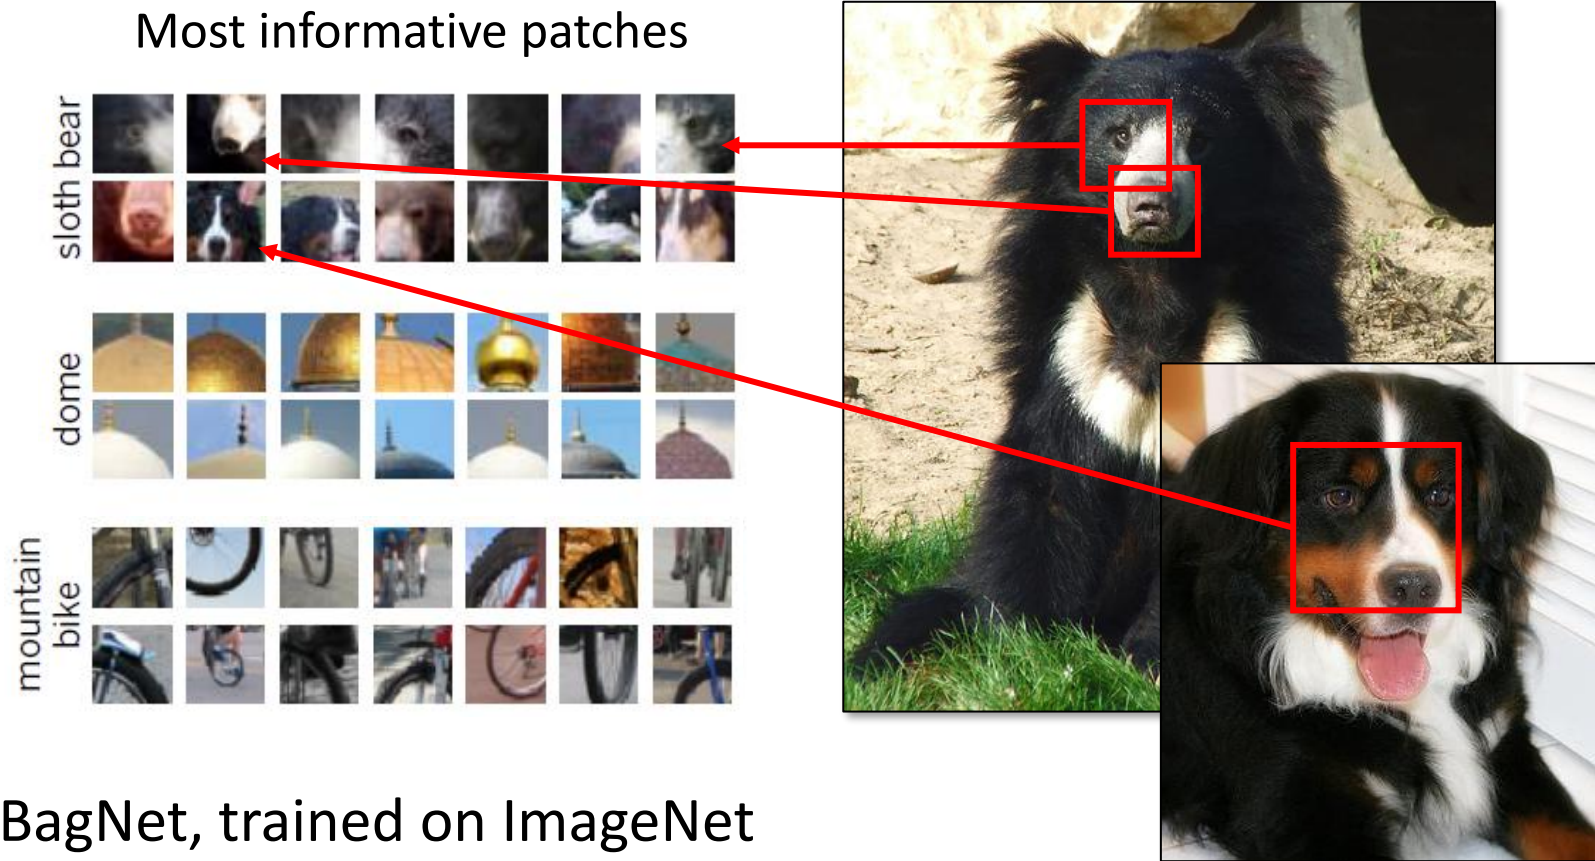 Most informative patches
sloth bear
dome
mountain
bike
BagNet, trained on ImageNet